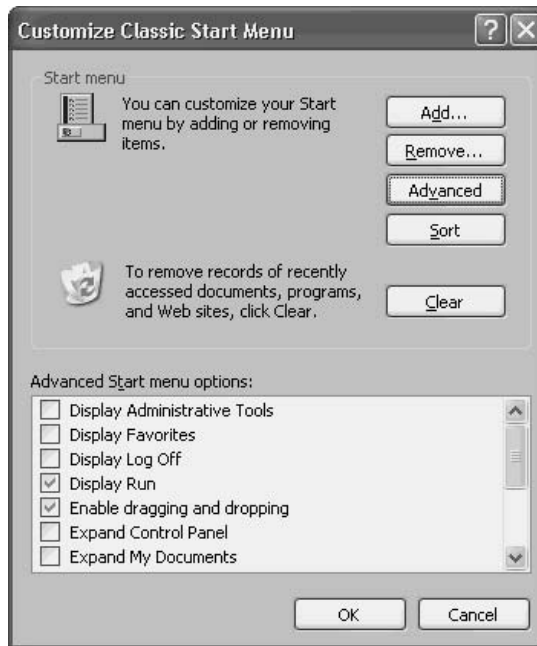 Customize Classic Start Menu
Start menu
You can customize your Start
menu by adding or removing
items.
Add...
Remove...
Advanced
Sort
To remove records of recently
accessed documents, programs,
and Web sites, click Clear.
Clear
Advanced Start menu options:
Display Administrative Tools
Display Favorites
Display Log Off
Display Run
Enable dragging and dropping
Expand Control Panel
Expand My Documents
OK Cancel